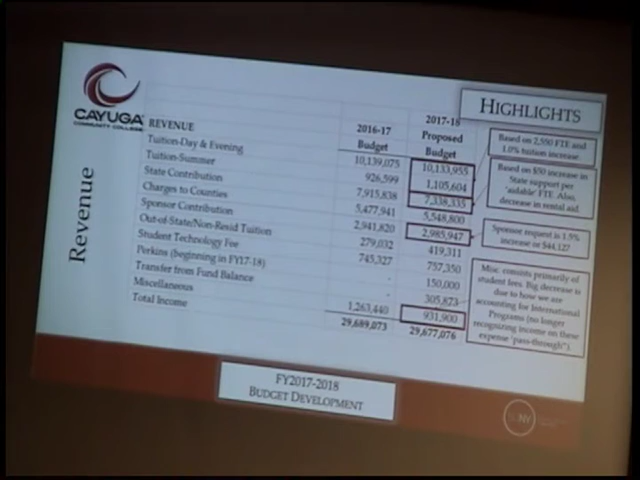 CAYUGA
COMMUNITY COLLEGE
Revenue
HIGHLIGHTS
REVENUE 2016-17 Budget 2017-18 Proposed Budget
Tuition-Day & Evening 10,139,075 10,133,955
Tuition-Summer 926,599 1,105,604
State Contribution 7,915,838 7,338,335
Charges to Counties 5,477,941 5,548,800
Sponsor Contribution 2,941,820 2,985,947
Out-of-State/Non-Resid Tuition 279,032 419,311
Student Technology Fee 745,327 757,350
Perkins (beginning in FY17-18) - 150,000
Transfer from Fund Balance - 305,873
Miscellaneous 1,263,440 931,900
Total Income 29,689,073 29,677,076
Based on 2,550 FTE and
1.0% tuition increase
Based on $50 increase in
State support per
'aidable' FTE. Also,
decrease in rental aid.
Sponsor request is 1.5%
increase or $44,127
Misc. consists primarily of
student fees. Big decrease is
due to how we are
accounting for International
Programs (no longer
recognizing income on these
expense 'pass-through').
FY2017-2018
BUDGET DEVELOPMENT
SUNY